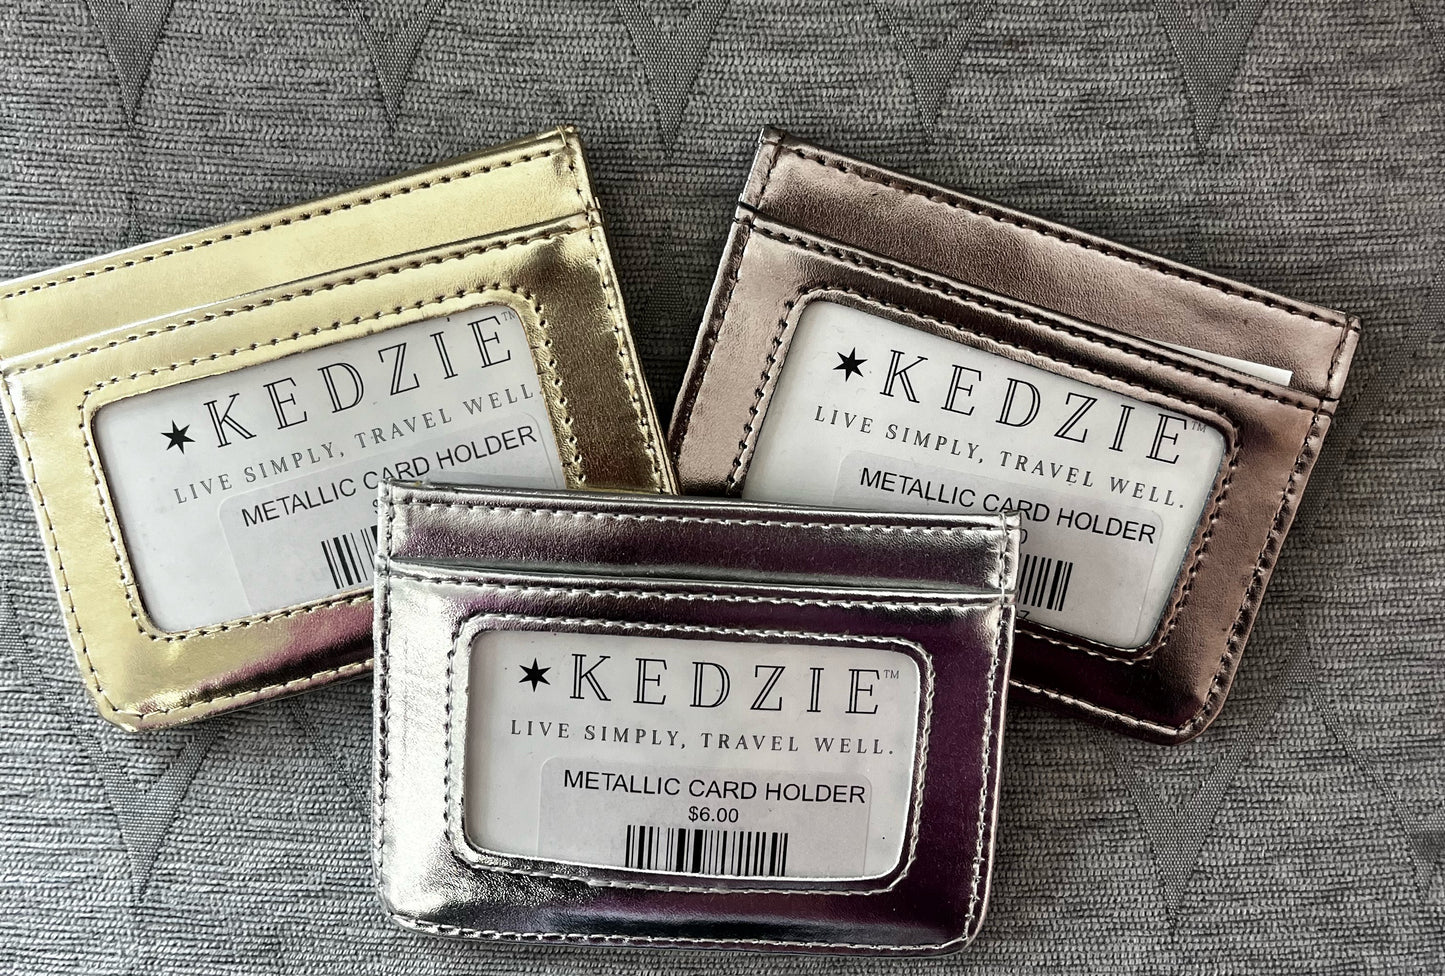 KEDZIE™
LIVE SIMPLY, TRAVEL WELL
METALLIC CARD HOLDER
KEDZIE™
LIVE SIMPLY, TRAVEL WELL.
METALLIC CARD HOLDER
KEDZIE™
LIVE SIMPLY, TRAVEL WELL.
METALLIC CARD HOLDER
$6.00